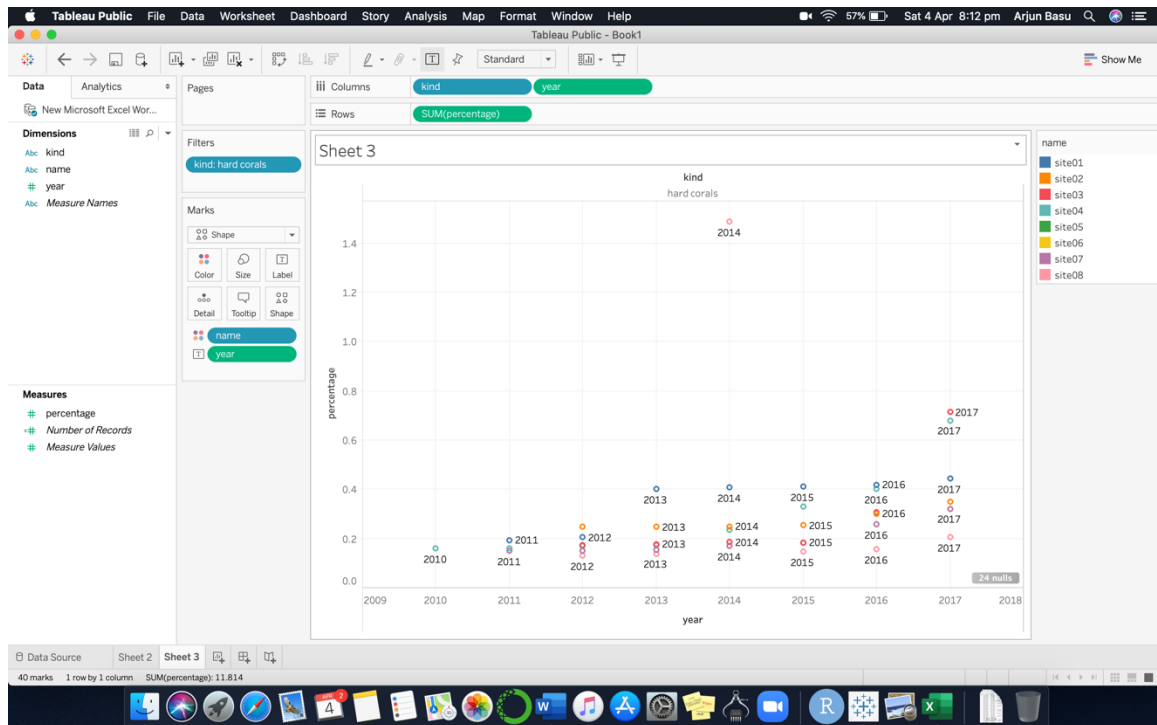 Tableau Public File Data Worksheet Dashboard Story Analysis Map Format Window Help 57% Sat 4 Apr 8:12 pm Arjun Basu
Tableau Public - Book1
Standard Show Me
Data Analytics
New Microsoft Excel Wor...
Dimensions
Abc kind
Abc name
# year
Abc Measure Names
Measures
# percentage
=# Number of Records
# Measure Values
Pages
Filters
kind: hard corals
Marks
Shape
Color Size Label
Detail Tooltip Shape
name
year
Columns kind year
Rows SUM(percentage)
Sheet 3
kind
hard corals
2014
1.4
1.2
1.0
percentage
0.8
2017
2017
0.6
0.4
2013 2014 2015 2016 2016 2017
2013 2014 2015 2016 2017
0.2
2011 2012 2013 2014 2015 2016
2010 2011 2012 2013 2014 2015 2016 2017
0.0
24 nulls
2009 2010 2011 2012 2013 2014 2015 2016 2017 2018
year
name
site01
site02
site03
site04
site05
site06
site07
site08
Data Source Sheet 2 Sheet 3
40 marks 1 row by 1 column SUM(percentage): 11.814